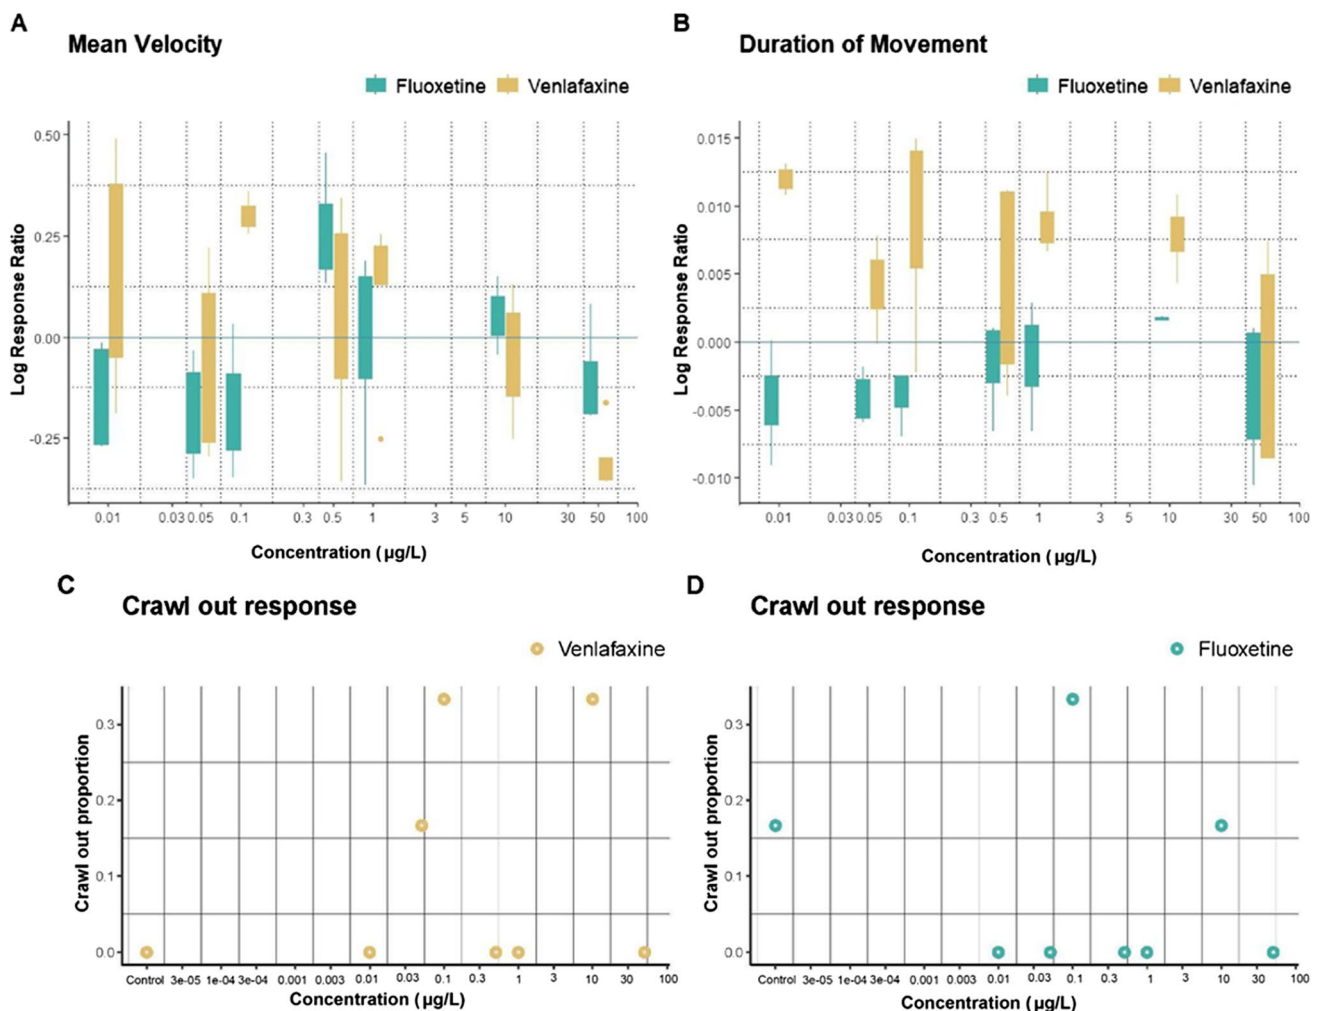 A
Mean Velocity
Fluoxetine Venlafaxine
Log Response Ratio
0.50
0.25
0.00
-0.25
0.01 0.03 0.05 0.1 0.3 0.5 1 3 5 10 30 50 100
Concentration (µg/L)
B
Duration of Movement
Fluoxetine Venlafaxine
Log Response Ratio
0.015
0.010
0.005
0.000
-0.005
-0.010
0.01 0.03 0.05 0.1 0.3 0.5 1 3 5 10 30 50 100
Concentration (µg/L)
C
Crawl out response
Venlafaxine
Crawl out proportion
0.3
0.2
0.1
0.0
Control 3e-05 1e-04 3e-04 0.001 0.003 0.01 0.03 0.1 0.3 1 3 10 30 100
Concentration (µg/L)
D
Crawl out response
Fluoxetine
Crawl out proportion
0.3
0.2
0.1
0.0
Control 3e-05 1e-04 3e-04 0.001 0.003 0.01 0.03 0.1 0.3 1 3 10 30 100
Concentration (µg/L)